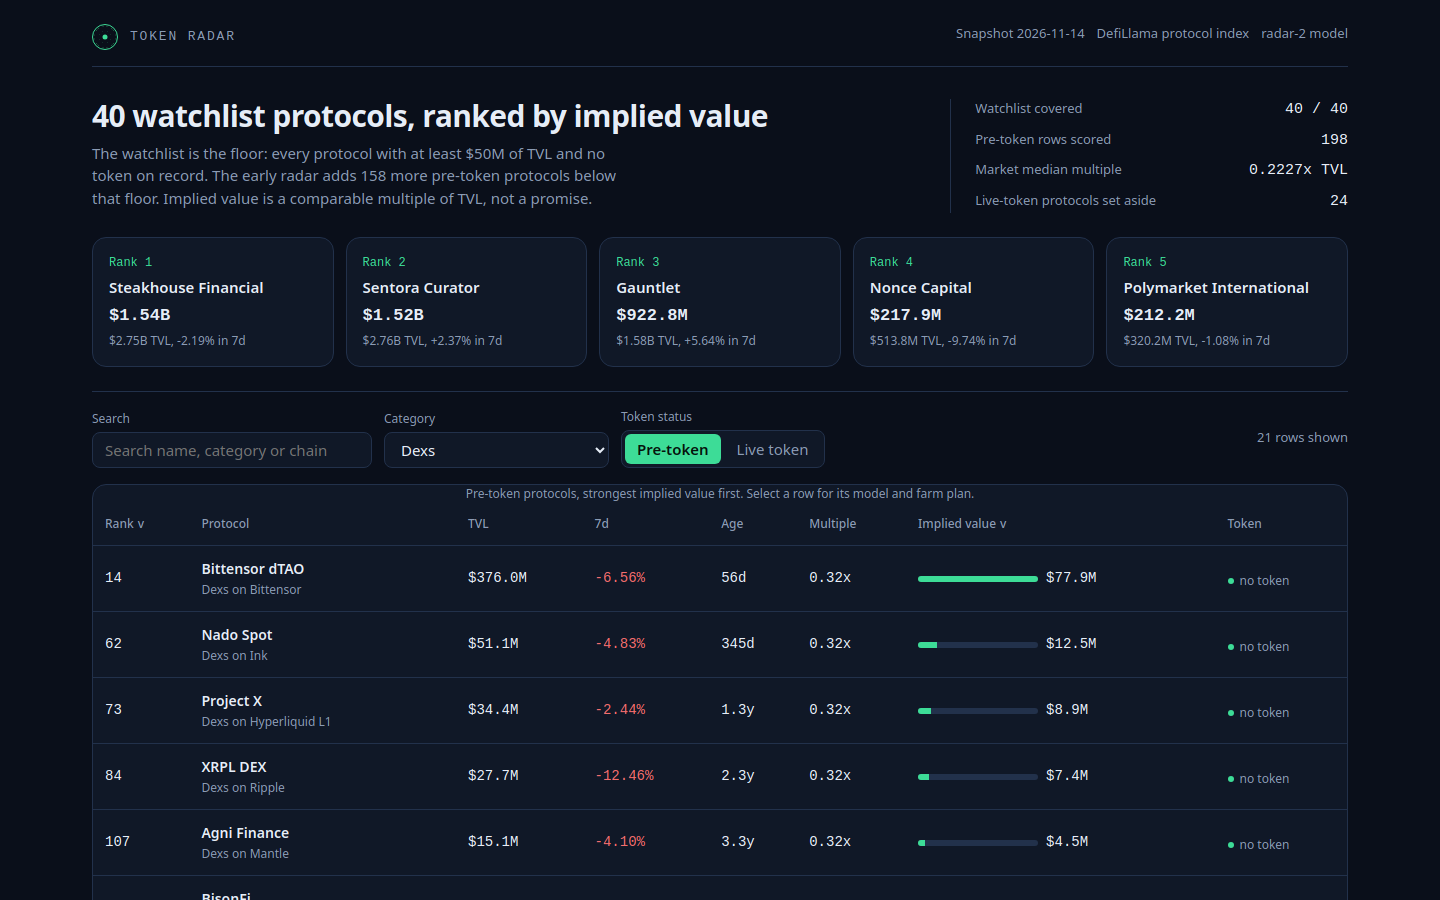 TOKEN RADAR
Snapshot 2026-11-14 DefiLlama protocol index radar-2 model
40 watchlist protocols, ranked by implied value
The watchlist is the floor: every protocol with at least $50M of TVL and no
token on record. The early radar adds 158 more pre-token protocols below
that floor. Implied value is a comparable multiple of TVL, not a promise.
Watchlist covered 40 / 40
Pre-token rows scored 198
Market median multiple 0.2227x TVL
Live-token protocols set aside 24
Rank 1
Steakhouse Financial
$1.54B
$2.75B TVL, -2.19% in 7d
Rank 2
Sentora Curator
$1.52B
$2.76B TVL, +2.37% in 7d
Rank 3
Gauntlet
$922.8M
$1.58B TVL, +5.64% in 7d
Rank 4
Nonce Capital
$217.9M
$513.8M TVL, -9.74% in 7d
Rank 5
Polymarket International
$212.2M
$320.2M TVL, -1.08% in 7d
Search
Search name, category or chain
Category
Dexs
Token status
Pre-token Live token
21 rows shown
Pre-token protocols, strongest implied value first. Select a row for its model and farm plan.
Rank v Protocol TVL 7d Age Multiple Implied value v Token
14 Bittensor dTAO $376.0M -6.56% 56d 0.32x $77.9M no token
Dexs on Bittensor
62 Nado Spot $51.1M -4.83% 345d 0.32x $12.5M no token
Dexs on Ink
73 Project X $34.4M -2.44% 1.3y 0.32x $8.9M no token
Dexs on Hyperliquid L1
84 XRPL DEX $27.7M -12.46% 2.3y 0.32x $7.4M no token
Dexs on Ripple
107 Agni Finance $15.1M -4.10% 3.3y 0.32x $4.5M no token
Dexs on Mantle
BisonFi